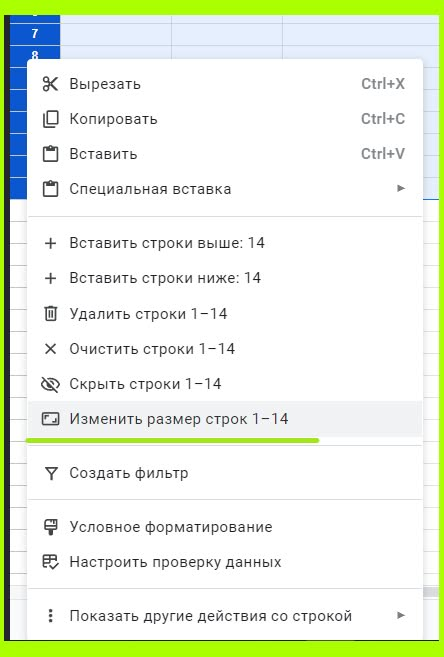 7
8
Вырезать Ctrl+X
Копировать Ctrl+C
Вставить Ctrl+V
Специальная вставка
Вставить строки выше: 14
Вставить строки ниже: 14
Удалить строки 1–14
Очистить строки 1–14
Скрыть строки 1–14
Изменить размер строк 1–14
Создать фильтр
Условное форматирование
Настроить проверку данных
Показать другие действия со строкой